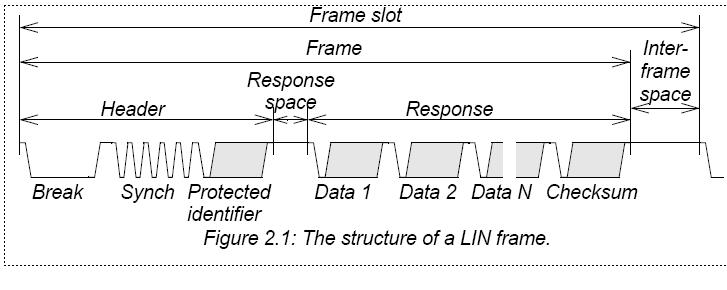 Frame slot
Frame
Inter-
frame
space
Response
space
Header
Response
Break
Synch
Protected
identifier
Data 1
Data 2
Data N
Checksum
Figure 2.1: The structure of a LIN frame.